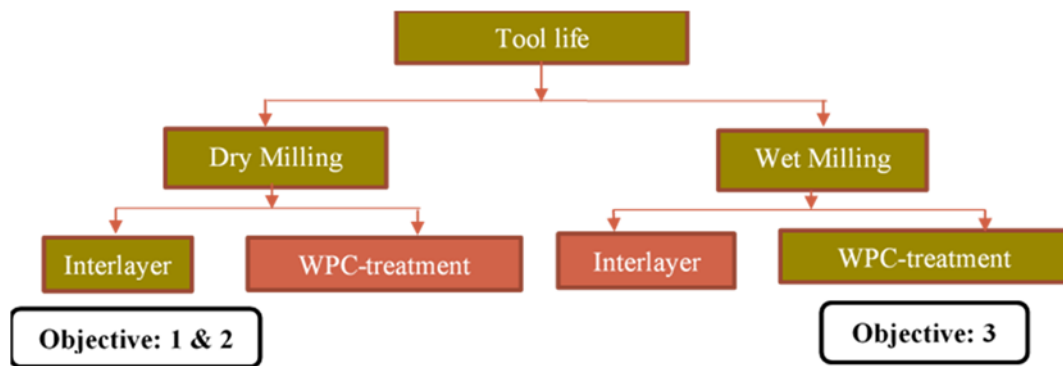 Tool life
Dry Milling
Wet Milling
Interlayer
WPC-treatment
Interlayer
WPC-treatment
Objective: 1 & 2
Objective: 3